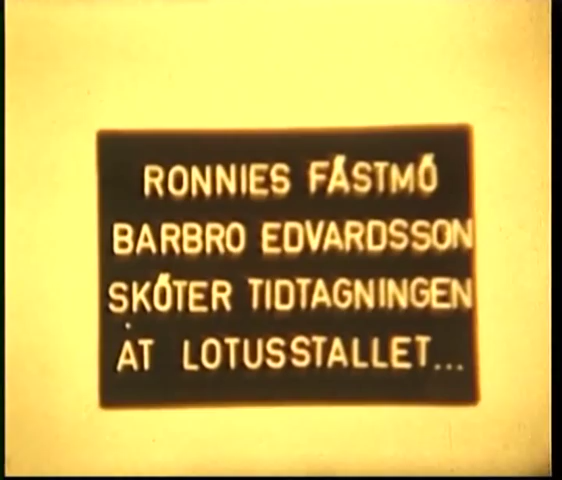 RONNIES FÄSTMÖ
BARBRO EDVARDSSON
SKÖTER TIDTAGNINGEN
ÅT LOTUSSTALLET...